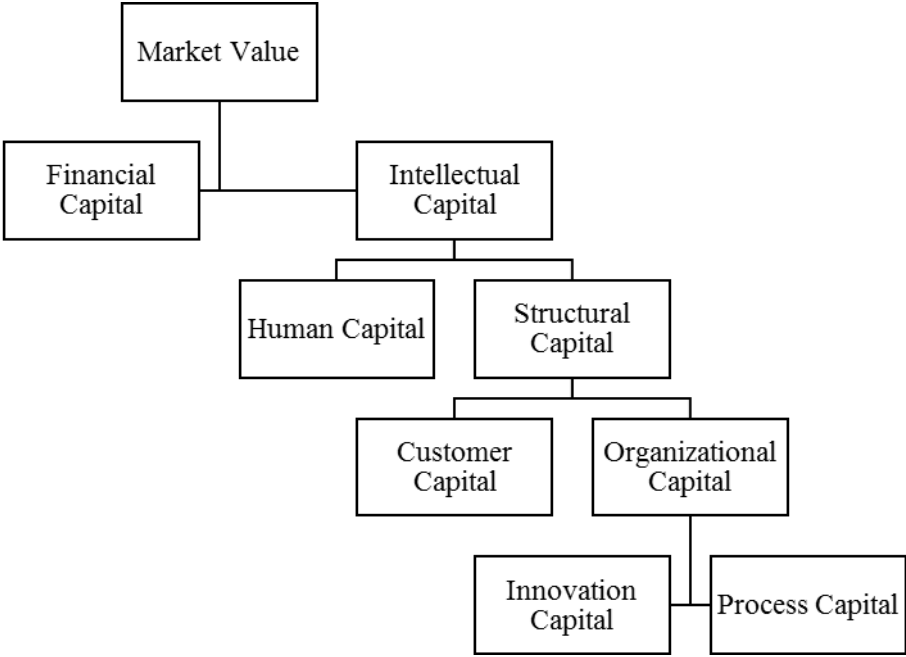 Market Value
Financial
Capital
Intellectual
Capital
Human Capital
Structural
Capital
Customer
Capital
Organizational
Capital
Innovation
Capital
Process Capital